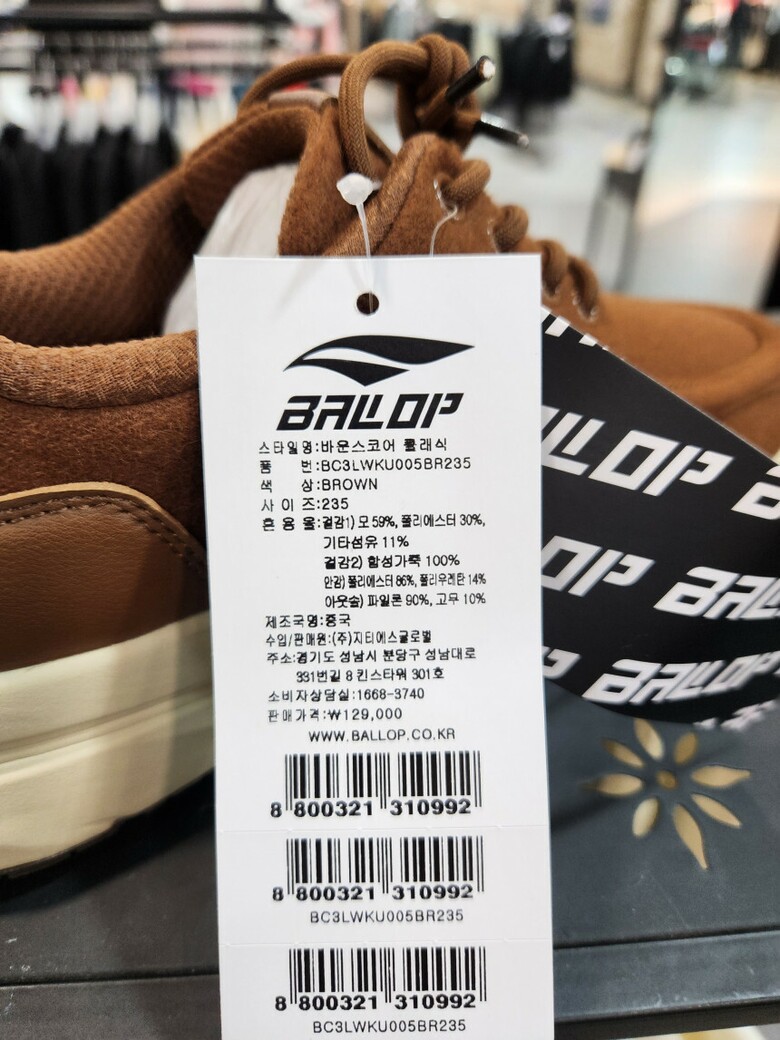 BALLOP
스타일명:바운스코어 클래식
품 번:BC3LWKU005BR235
색 상:BROWN
사 이 즈:235
혼 용 율:겉감1) 모 59%, 폴리에스터 30%,
기타섬유 11%
겉감2) 합성가죽 100%
안감) 폴리에스터 86%, 폴리우레탄 14%
아웃솔) 파일론 90%, 고무 10%
제조국명:중국
수입/판매원:(주)지티에스글로벌
주소:경기도 성남시 분당구 성남대로
331번길 8 킨스타워 301호
소비자상담실:1668-3740
판매가격:₩129,000
WWW.BALLOP.CO.KR
8 800321 310992
8 800321 310992
BC3LWKU005BR235
8 800321 310992
BC3LWKU005BR235
LLOP B
OP BAL
P BALLOP